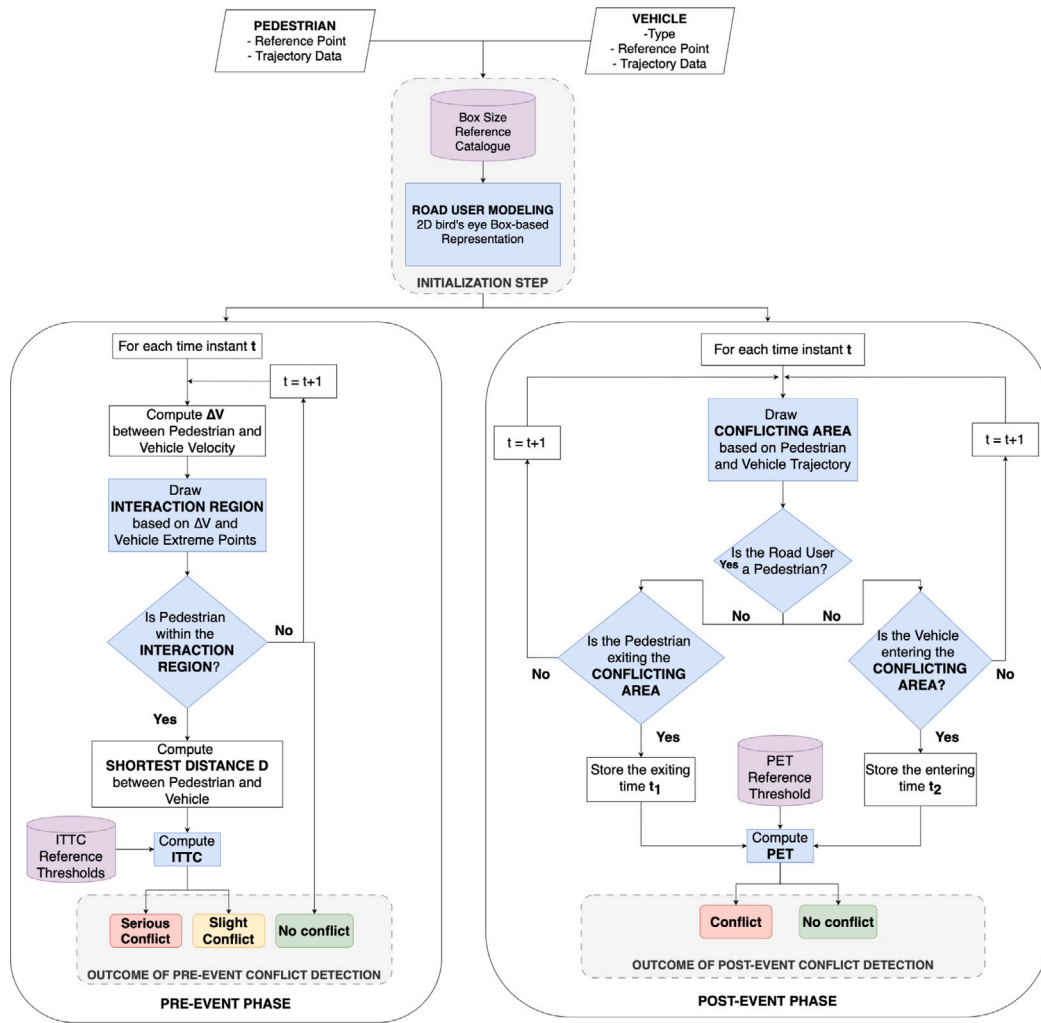 PEDESTRIAN
- Reference Point
- Trajectory Data
VEHICLE
-Type
- Reference Point
- Trajectory Data
Box Size
Reference
Catalogue
ROAD USER MODELING
2D bird's eye Box-based
Representation
INITIALIZATION STEP
For each time instant t
t = t+1
Compute ΔV
between Pedestrian and
Vehicle Velocity
Draw
INTERACTION REGION
based on ΔV and
Vehicle Extreme Points
Is Pedestrian
within the
INTERACTION
REGION?
No
Yes
Compute
SHORTEST DISTANCE D
between Pedestrian and
Vehicle
ITTC
Reference
Thresholds
Compute
ITTC
Serious
Conflict
Slight
Conflict
No conflict
OUTCOME OF PRE-EVENT CONFLICT DETECTION
PRE-EVENT PHASE
For each time instant t
t = t+1
Draw
CONFLICTING AREA
based on Pedestrian
and Vehicle Trajectory
t = t+1
Is the Road User
a Pedestrian?
Yes
No
No
Is the Pedestrian
exiting the
CONFLICTING
AREA
No
Yes
Is the Vehicle
entering the
CONFLICTING
AREA?
No
Yes
Store the exiting
time t1
PET
Reference
Threshold
Store the entering
time t2
Compute
PET
Conflict
No conflict
OUTCOME OF POST-EVENT CONFLICT DETECTION
POST-EVENT PHASE